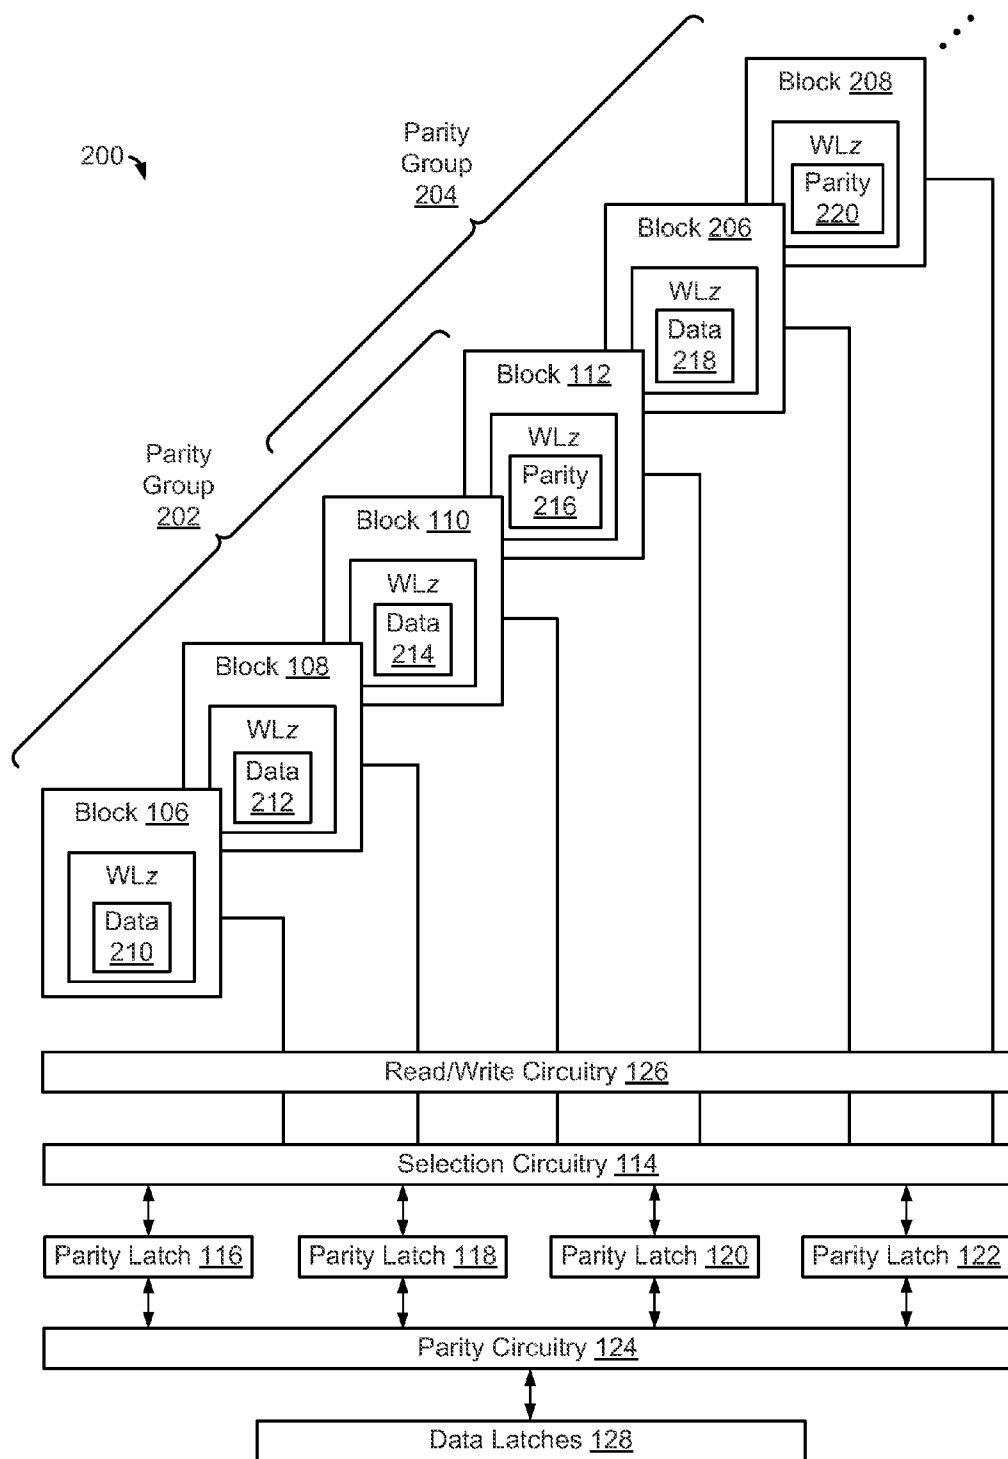 Block 208
WLz
Parity
220
Parity
Group
204
200
Block 206
WLz
Data
218
Block 112
WLz
Parity
216
Parity
Group
202
Block 110
WLz
Data
214
Block 108
WLz
Data
212
Block 106
WLz
Data
210
Read/Write Circuitry 126
Selection Circuitry 114
Parity Latch 116
Parity Latch 118
Parity Latch 120
Parity Latch 122
Parity Circuitry 124
Data Latches 128